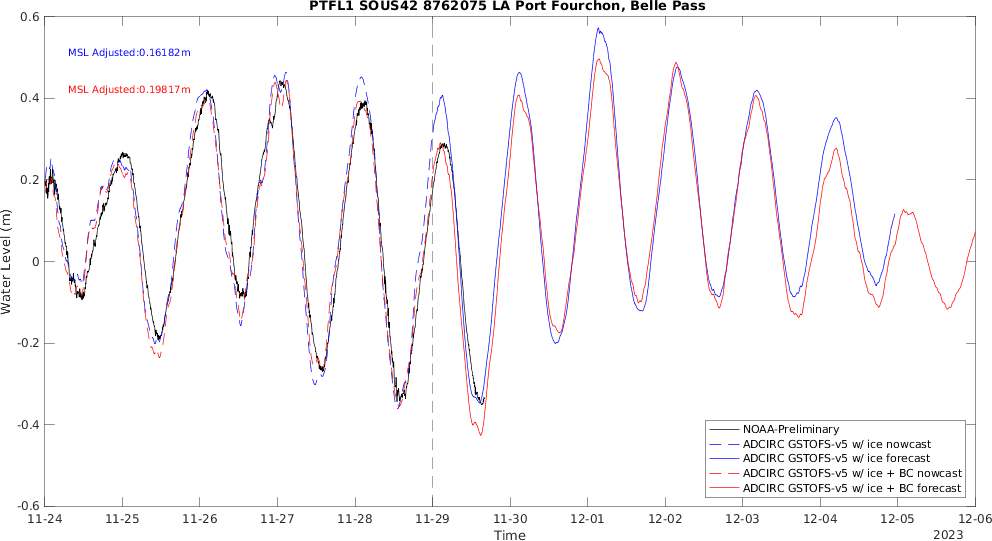 PTFL1 SOUS42 8762075 LA Port Fourchon, Belle Pass
0.6
MSL Adjusted:0.16182m
MSL Adjusted:0.19817m
0.4
0.2
0
-0.2
-0.4
-0.6
Water Level (m)
NOAA-Preliminary
ADCIRC GSTOFS-v5 w/ ice nowcast
ADCIRC GSTOFS-v5 w/ ice forecast
ADCIRC GSTOFS-v5 w/ ice + BC nowcast
ADCIRC GSTOFS-v5 w/ ice + BC forecast
11-24 11-25 11-26 11-27 11-28 11-29 11-30 12-01 12-02 12-03 12-04 12-05 12-06
Time
2023